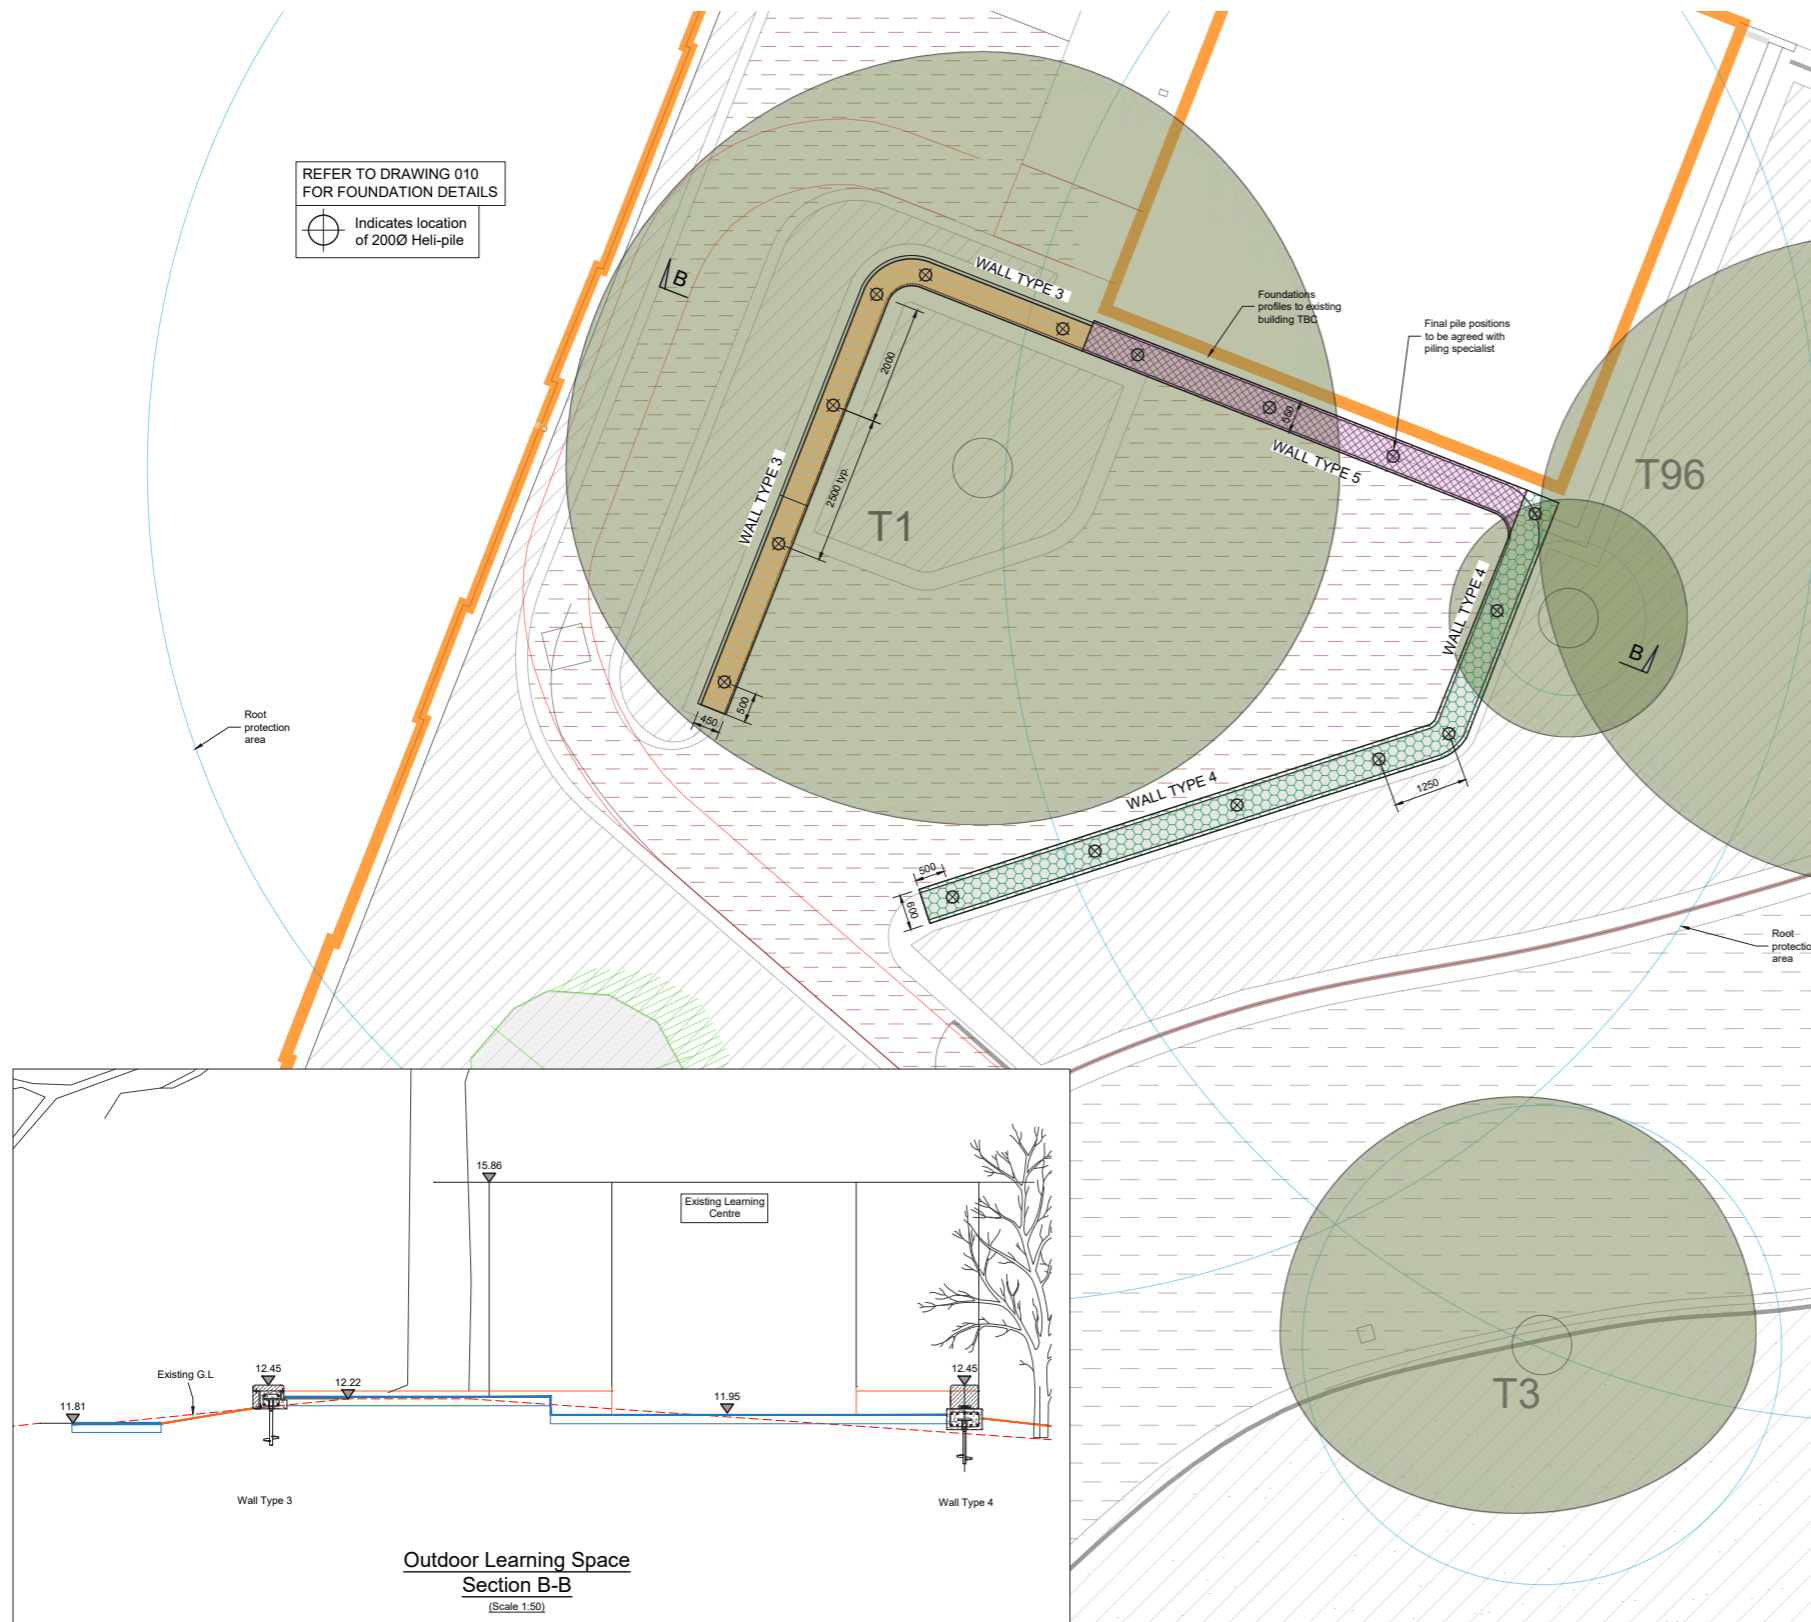 REFER TO DRAWING 010
FOR FOUNDATION DETAILS
Indicates location
of 200Ø Heli-pile
B
WALL TYPE 3
Foundations
profiles to existing
building TBC
Final pile positions
to be agreed with
piling specialist
2000
550
WALL TYPE 3
2500 typ.
WALL TYPE 5
T96
T1
WALL TYPE 4
B
500
450
Root
protection
area
WALL TYPE 4
1250
500
600
Root
protectio
area
15.86
Existing Learning
Centre
12.45
12.45
Existing G.L
12.22
11.81
11.95
T3
Wall Type 3
Wall Type 4
Outdoor Learning Space
Section B-B
(Scale 1:50)